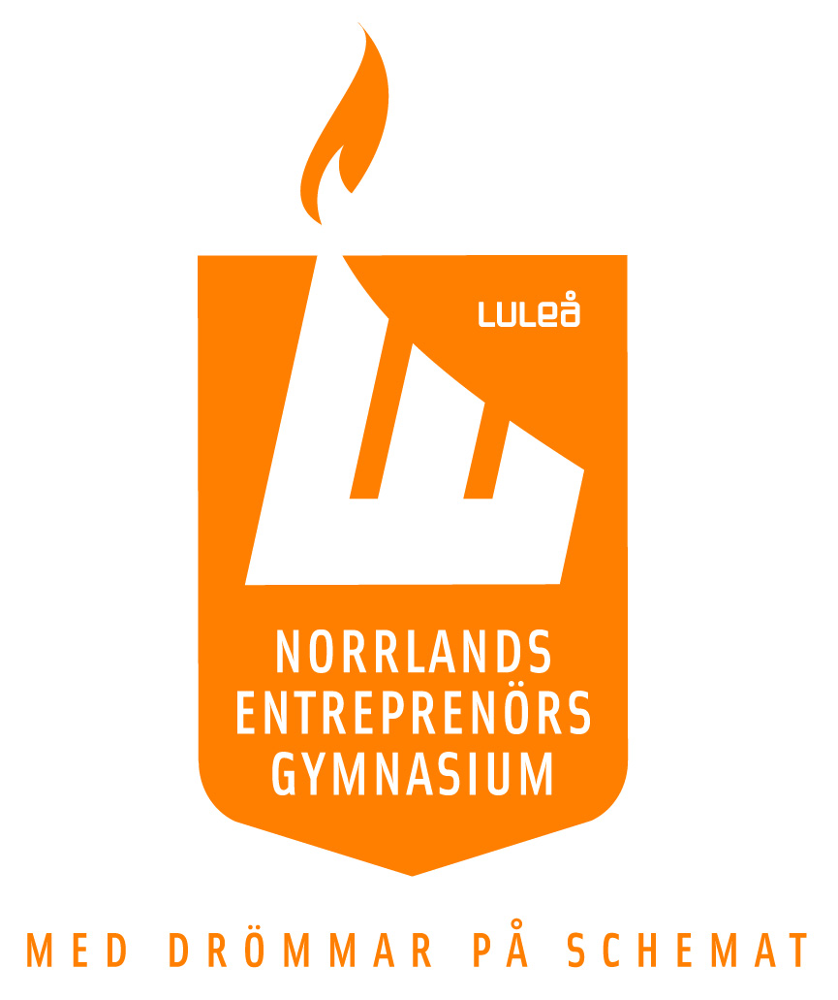 LULEÅ
NORRLANDS
ENTREPRENÖRS
GYMNASIUM
MED DRÖMMAR PÅ SCHEMAT